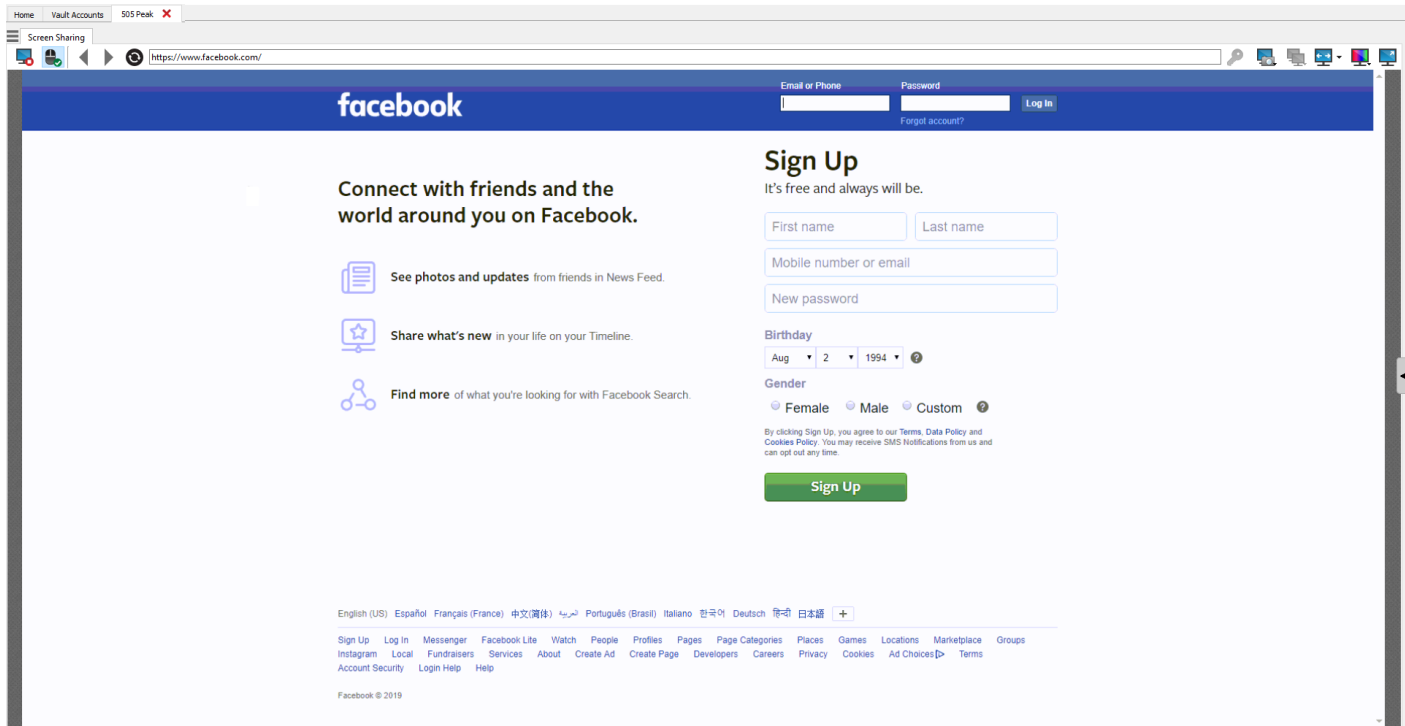 Home Vault Accounts 505 Peak
Screen Sharing
https://www.facebook.com/
facebook
Email or Phone Password
Log In
Forgot account?
Connect with friends and the
world around you on Facebook.
See photos and updates from friends in News Feed.
Share what's new in your life on your Timeline.
Find more of what you're looking for with Facebook Search.
Sign Up
It's free and always will be.
First name Last name
Mobile number or email
New password
Birthday
Aug 2 1994 ?
Gender
Female Male Custom ?
By clicking Sign Up, you agree to our Terms, Data Policy and
Cookies Policy. You may receive SMS Notifications from us and
can opt out any time.
Sign Up
English (US) Español Français (France) 中文(简体) العربية Português (Brasil) Italiano 한국어 Deutsch हिन्दी 日本語 +
Sign Up Log In Messenger Facebook Lite Watch People Profiles Pages Page Categories Places Games Locations Marketplace Groups
Instagram Local Fundraisers Services About Create Ad Create Page Developers Careers Privacy Cookies Ad Choices Terms
Account Security Login Help Help
Facebook © 2019